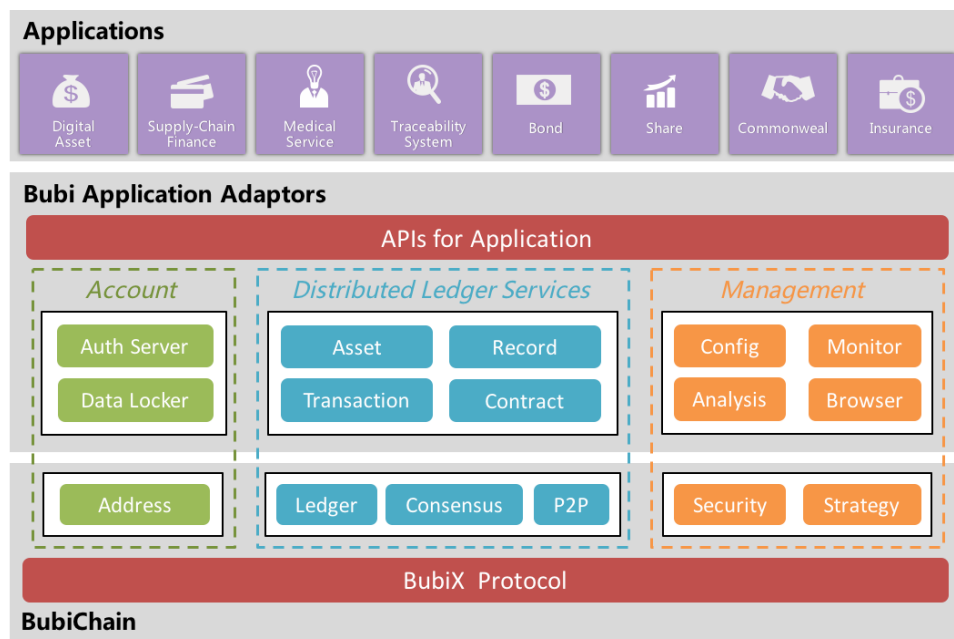 Applications
Digital
Asset
Supply-Chain
Finance
Medical
Service
Traceability
System
Bond
Share
Commonweal
Insurance
Bubi Application Adaptors
APIs for Application
Account
Distributed Ledger Services
Management
Auth Server
Asset
Record
Config
Monitor
Data Locker
Transaction
Contract
Analysis
Browser
Address
Ledger
Consensus
P2P
Security
Strategy
BubiX Protocol
BubiChain